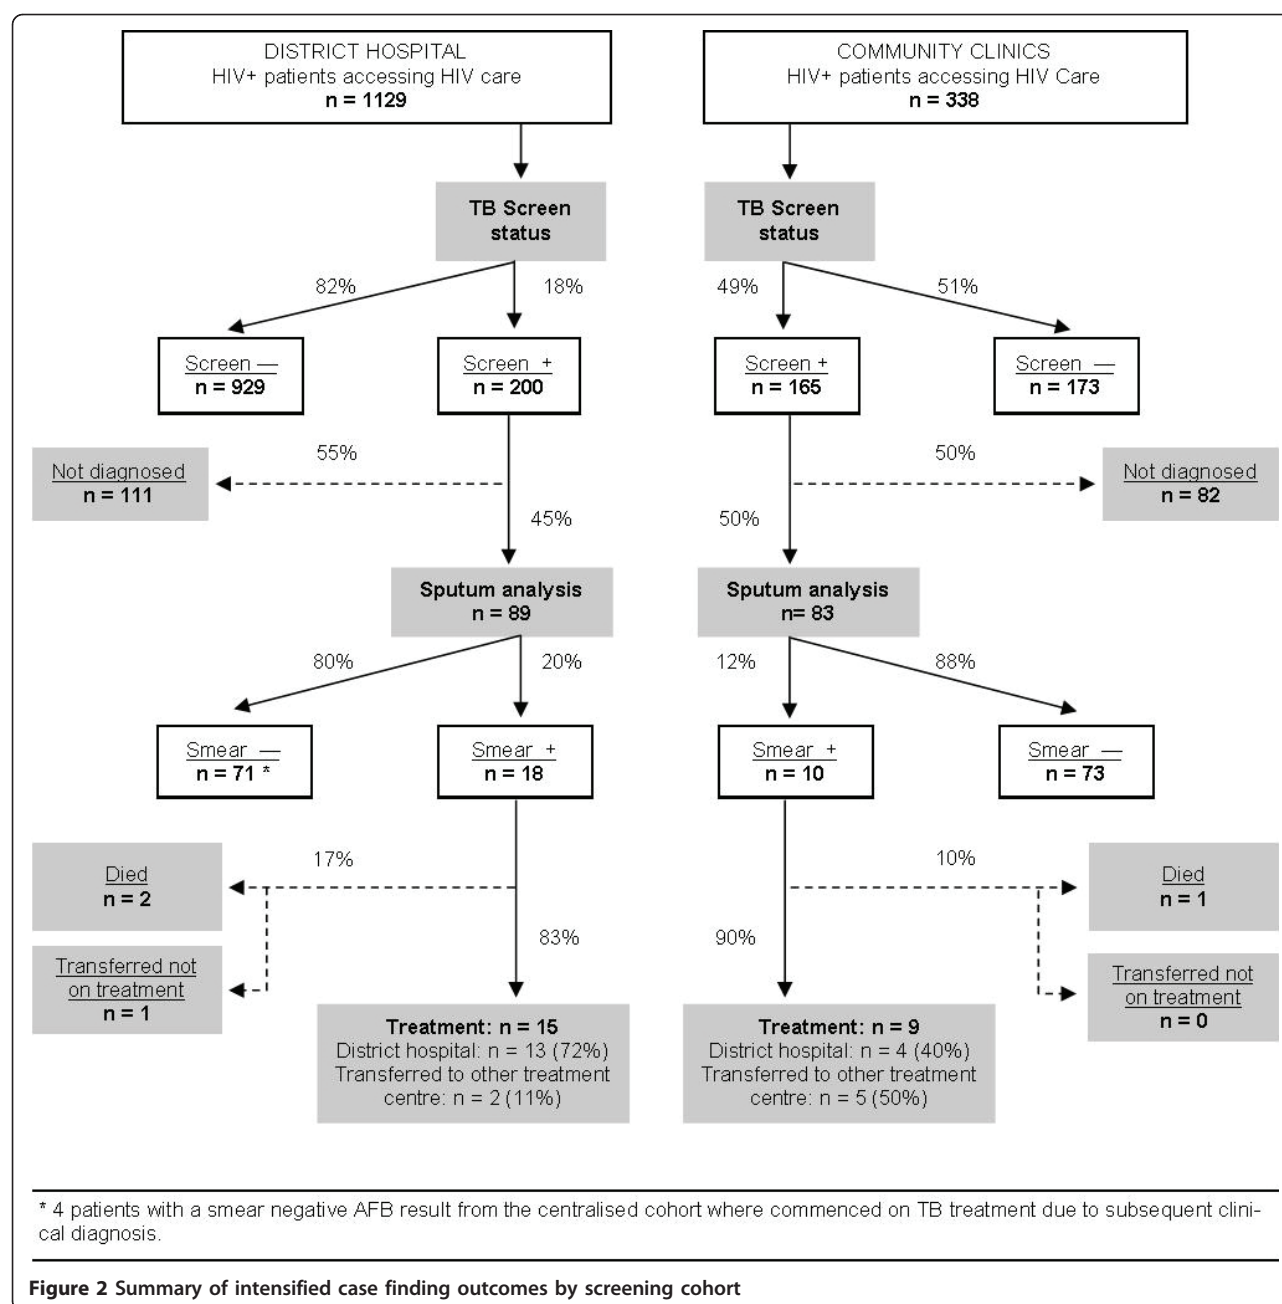 DISTRICT HOSPITAL
HIV+ patients accessing HIV care
n = 1129
COMMUNITY CLINICS
HIV+ patients accessing HIV Care
n = 338
TB Screen
status
TB Screen
status
82%
18%
49%
51%
Screen —
n = 929
Screen +
n = 200
Screen +
n = 165
Screen —
n = 173
55%
50%
Not diagnosed
n = 111
Not diagnosed
n = 82
45%
50%
Sputum analysis
n = 89
Sputum analysis
n= 83
80%
20%
12%
88%
Smear —
n = 71 *
Smear +
n = 18
Smear +
n = 10
Smear —
n = 73
17%
10%
Died
n = 2
Died
n = 1
83%
90%
Transferred not
on treatment
n = 1
Transferred not
on treatment
n = 0
Treatment: n = 15
District hospital: n = 13 (72%)
Transferred to other treatment
centre: n = 2 (11%)
Treatment: n = 9
District hospital: n = 4 (40%)
Transferred to other treatment
centre: n = 5 (50%)
* 4 patients with a smear negative AFB result from the centralised cohort where commenced on TB treatment due to subsequent clini-
cal diagnosis.
Figure 2 Summary of intensified case finding outcomes by screening cohort